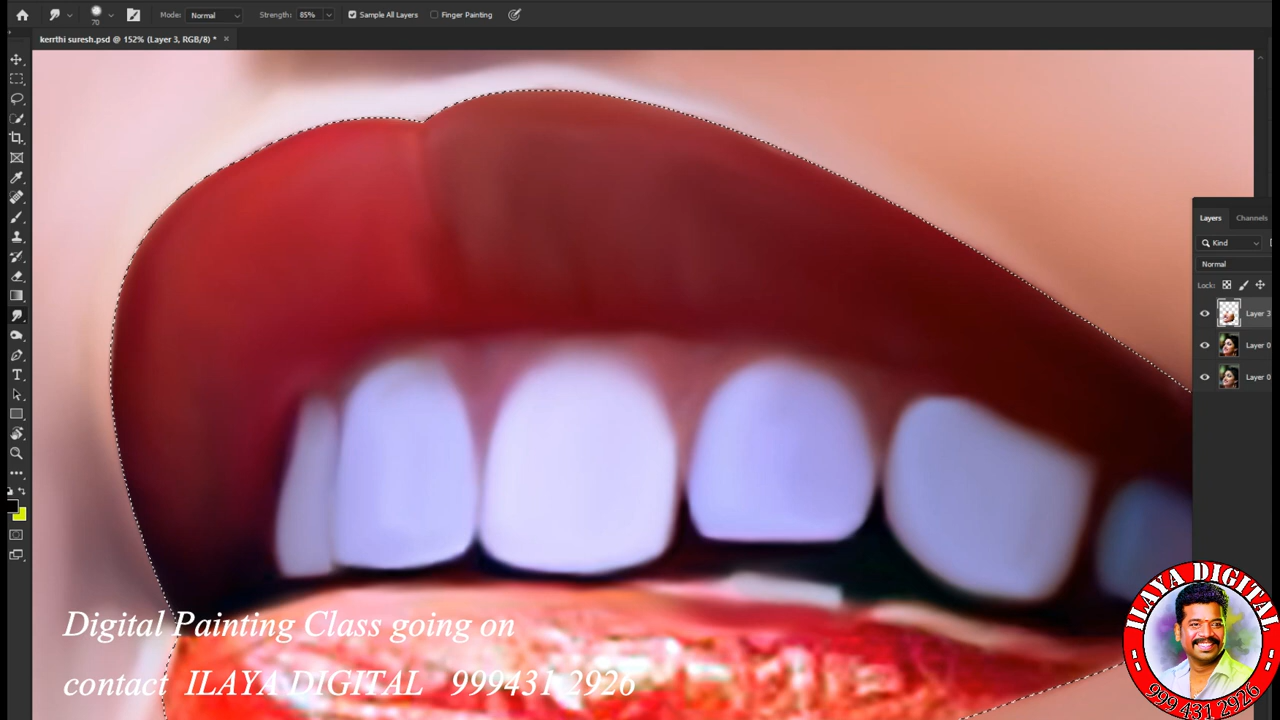 Mode: Normal Strength: 85% Sample All Layers Finger Painting
70
kerrthi suresh.psd @ 152% (Layer 3, RGB/8) * ×
Layers Channels
Kind
Normal
Lock:
Layer 3
Layer 0
Layer 0
Digital Painting Class going on
contact ILAYA DIGITAL 999431 2926
ILAYA DIGITAL
999 431 2926